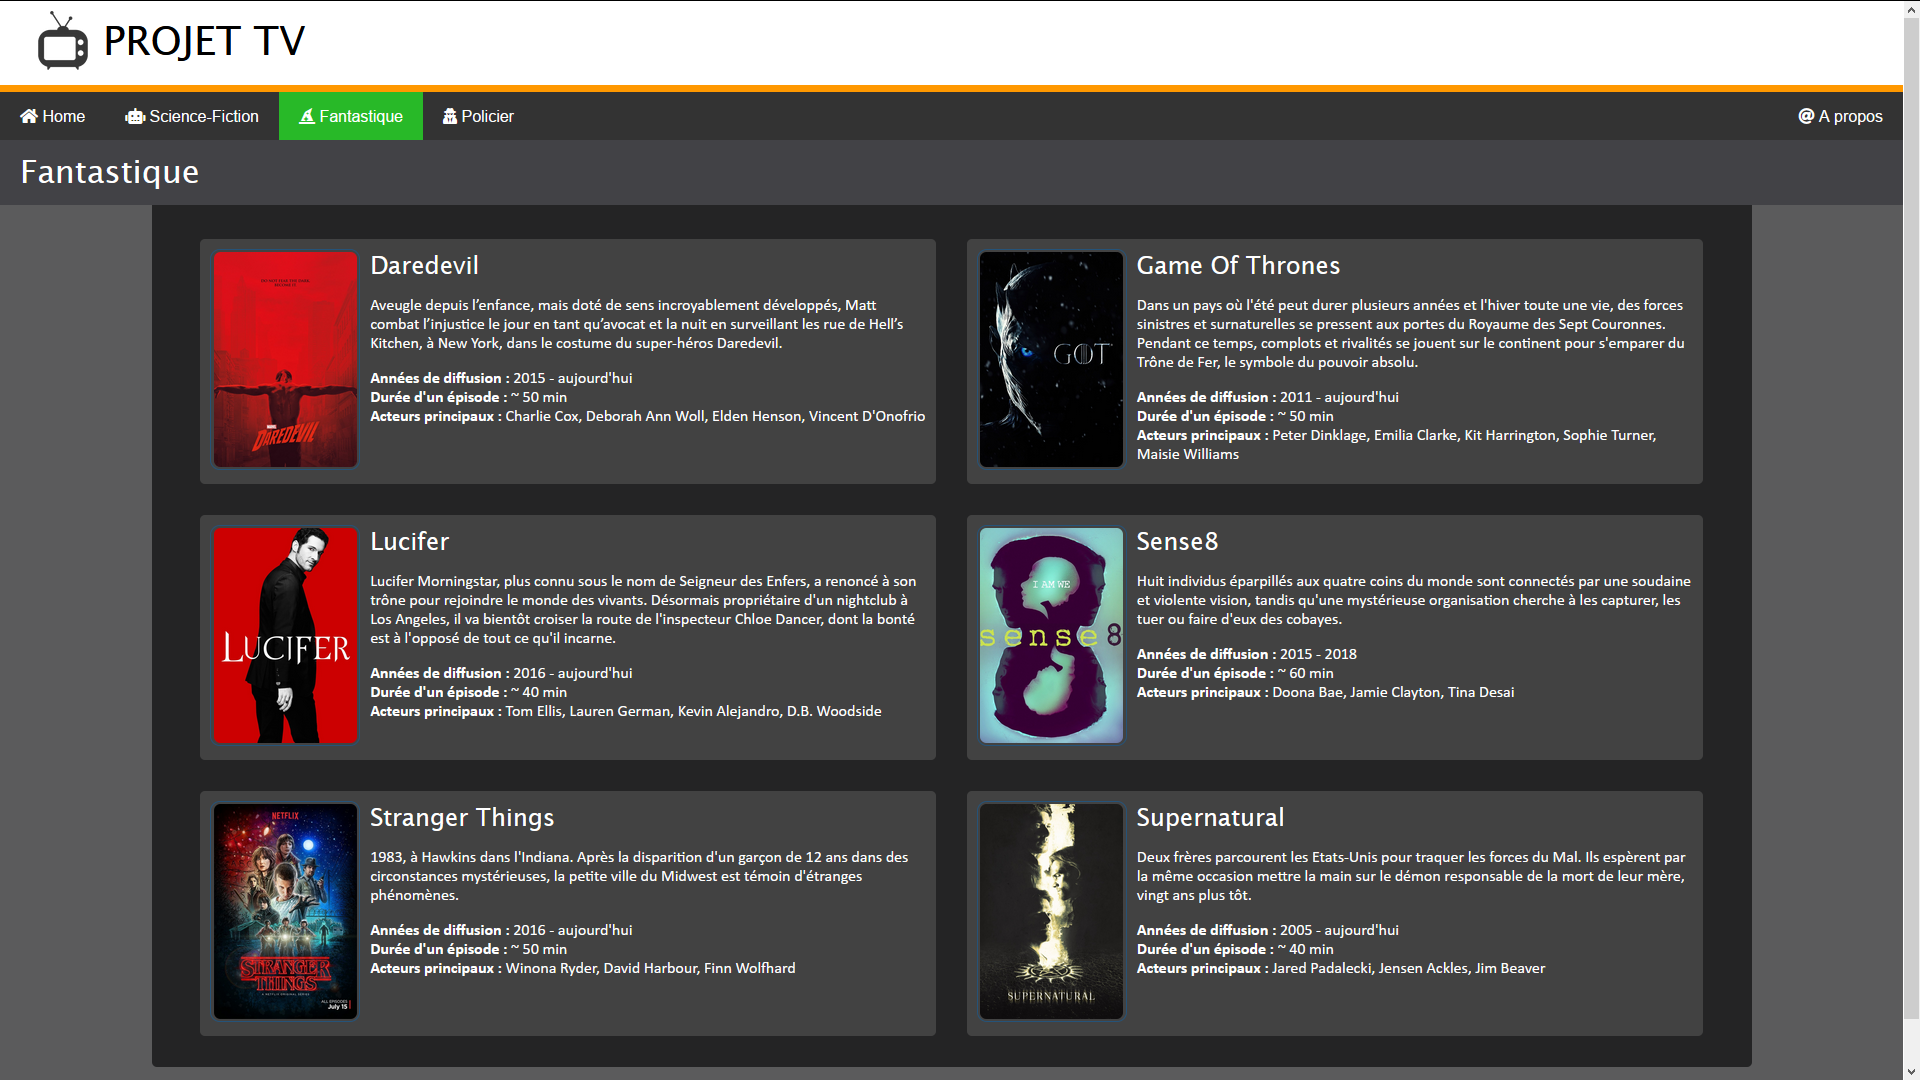 PROJET TV
Home
Science-Fiction
Fantastique
Policier
A propos
Fantastique
MARVEL
DAREDEVIL
Daredevil
Aveugle depuis l’enfance, mais doté de sens incroyablement développés, Matt
combat l’injustice le jour en tant qu’avocat et la nuit en surveillant les rue de Hell’s
Kitchen, à New York, dans le costume du super-héros Daredevil.
Années de diffusion : 2015 - aujourd'hui
Durée d'un épisode : ~ 50 min
Acteurs principaux : Charlie Cox, Deborah Ann Woll, Elden Henson, Vincent D'Onofrio
GOT
Game Of Thrones
Dans un pays où l'été peut durer plusieurs années et l'hiver toute une vie, des forces
sinistres et surnaturelles se pressent aux portes du Royaume des Sept Couronnes.
Pendant ce temps, complots et rivalités se jouent sur le continent pour s'emparer du
Trône de Fer, le symbole du pouvoir absolu.
Années de diffusion : 2011 - aujourd'hui
Durée d'un épisode : ~ 50 min
Acteurs principaux : Peter Dinklage, Emilia Clarke, Kit Harrington, Sophie Turner,
Maisie Williams
LUCIFER
Lucifer
Lucifer Morningstar, plus connu sous le nom de Seigneur des Enfers, a renoncé à son
trône pour rejoindre le monde des vivants. Désormais propriétaire d'un nightclub à
Los Angeles, il va bientôt croiser la route de l'inspecteur Chloe Dancer, dont la bonté
est à l'opposé de tout ce qu'il incarne.
Années de diffusion : 2016 - aujourd'hui
Durée d'un épisode : ~ 40 min
Acteurs principaux : Tom Ellis, Lauren German, Kevin Alejandro, D.B. Woodside
I AM WE
sense8
Sense8
Huit individus éparpillés aux quatre coins du monde sont connectés par une soudaine
et violente vision, tandis qu'une mystérieuse organisation cherche à les capturer, les
tuer ou faire d'eux des cobayes.
Années de diffusion : 2015 - 2018
Durée d'un épisode : ~ 60 min
Acteurs principaux : Doona Bae, Jamie Clayton, Tina Desai
NETFLIX
STRANGER
THINGS
A NETFLIX ORIGINAL SERIES
ALL EPISODES
July 15
Stranger Things
1983, à Hawkins dans l'Indiana. Après la disparition d'un garçon de 12 ans dans des
circonstances mystérieuses, la petite ville du Midwest est témoin d'étranges
phénomènes.
Années de diffusion : 2016 - aujourd'hui
Durée d'un épisode : ~ 50 min
Acteurs principaux : Winona Ryder, David Harbour, Finn Wolfhard
SUPERNATURAL
Supernatural
Deux frères parcourent les Etats-Unis pour traquer les forces du Mal. Ils espèrent par
la même occasion mettre la main sur le démon responsable de la mort de leur mère,
vingt ans plus tôt.
Années de diffusion : 2005 - aujourd'hui
Durée d'un épisode : ~ 40 min
Acteurs principaux : Jared Padalecki, Jensen Ackles, Jim Beaver